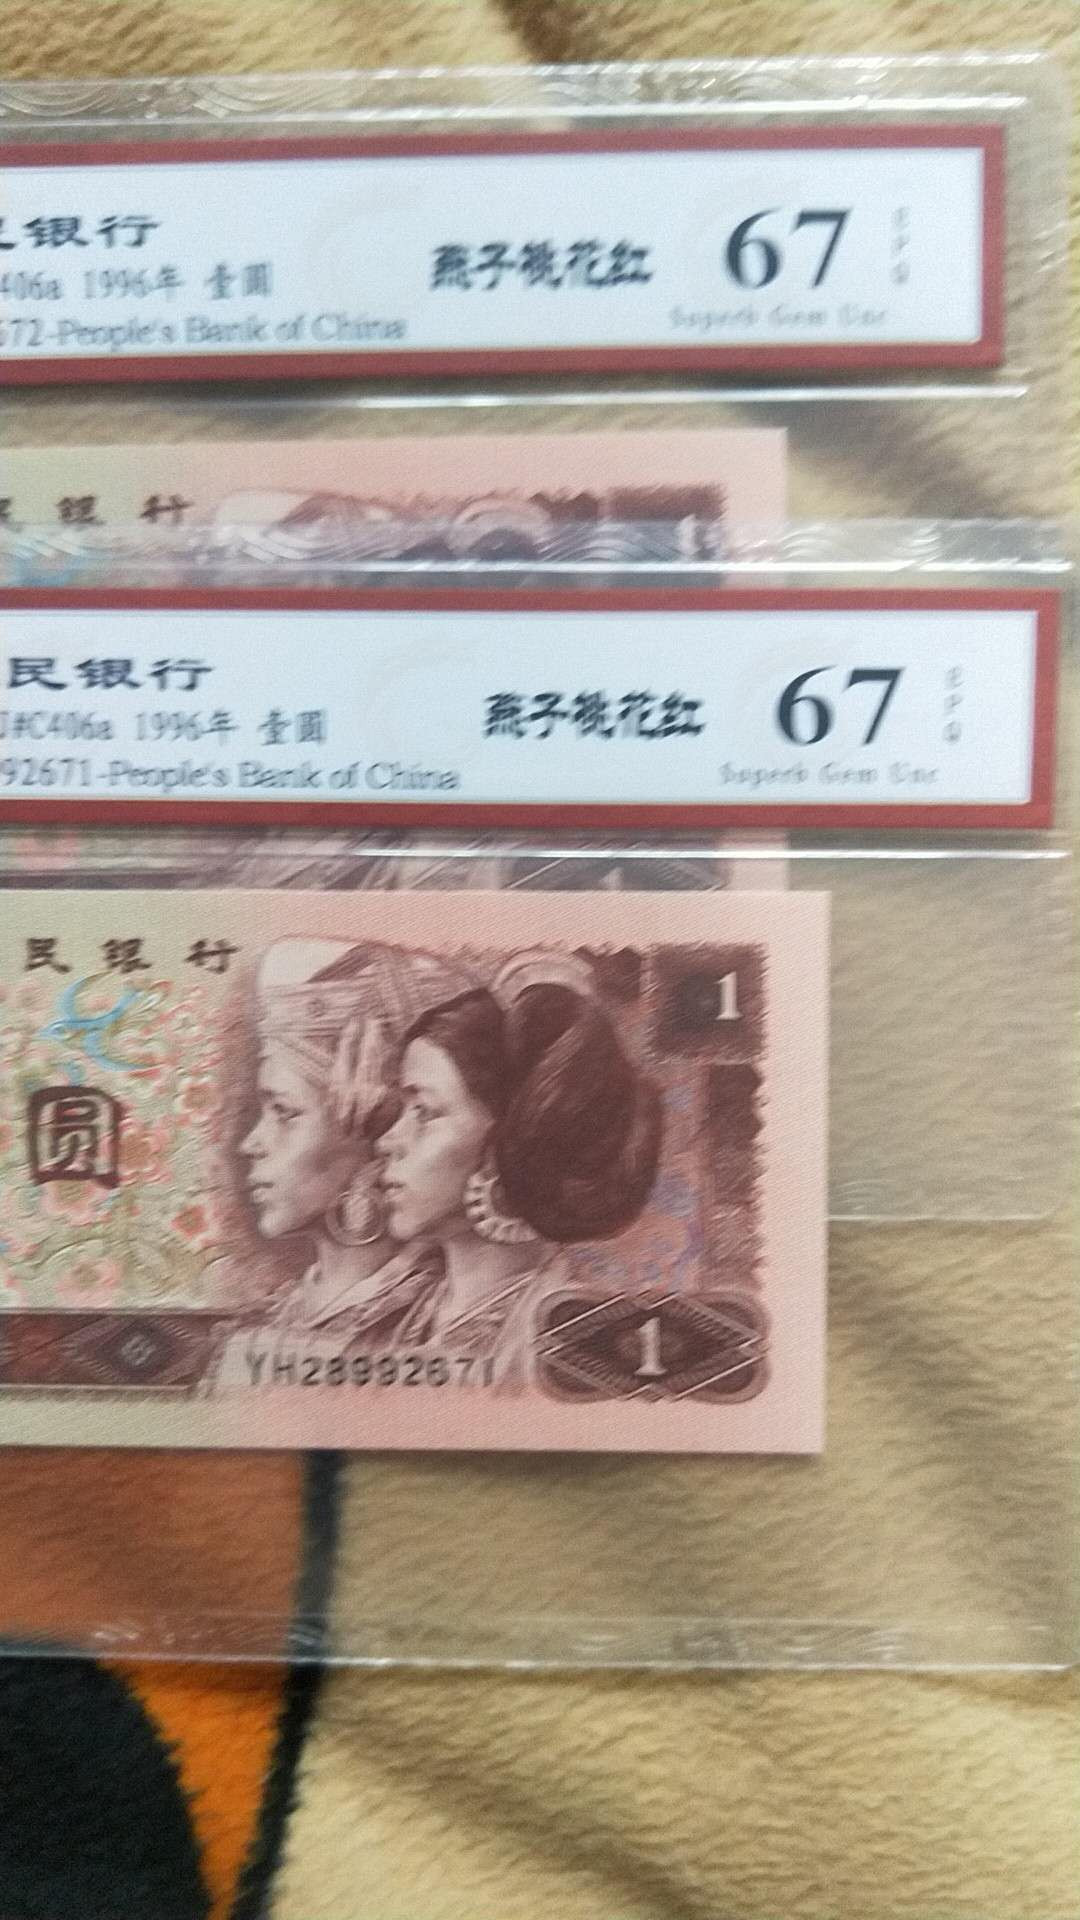 银行
406a 1996年 壹圆
672-People's Bank of China
燕子桃花红
67
EPQ
Superb Gem Unc
民 银 行
1
民银行
J#C406a 1996年 壹圆
92671-People's Bank of China
燕子桃花红
67
EPQ
Superb Gem Unc
民 银 行
1
圆
YH28992671
1